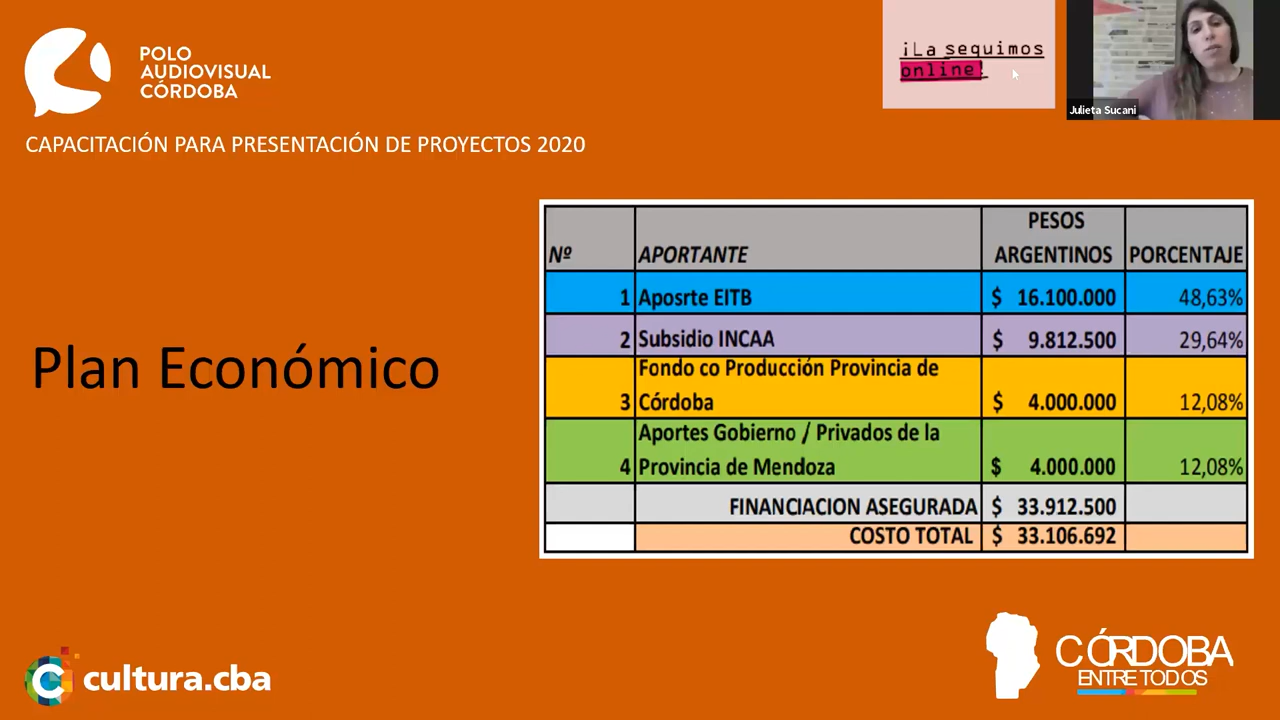 POLO
AUDIOVISUAL
CÓRDOBA
¡La seguimos
online!
Julieta Sucani
CAPACITACIÓN PARA PRESENTACIÓN DE PROYECTOS 2020
Plan Económico
Nº APORTANTE PESOS ARGENTINOS PORCENTAJE
1 Aposrte EITB $ 16.100.000 48,63%
2 Subsidio INCAA $ 9.812.500 29,64%
3 Fondo co Producción Provincia de Córdoba $ 4.000.000 12,08%
4 Aportes Gobierno / Privados de la Provincia de Mendoza $ 4.000.000 12,08%
FINANCIACION ASEGURADA $ 33.912.500
COSTO TOTAL $ 33.106.692
cultura.cba
CÓRDOBA
ENTRE TODOS